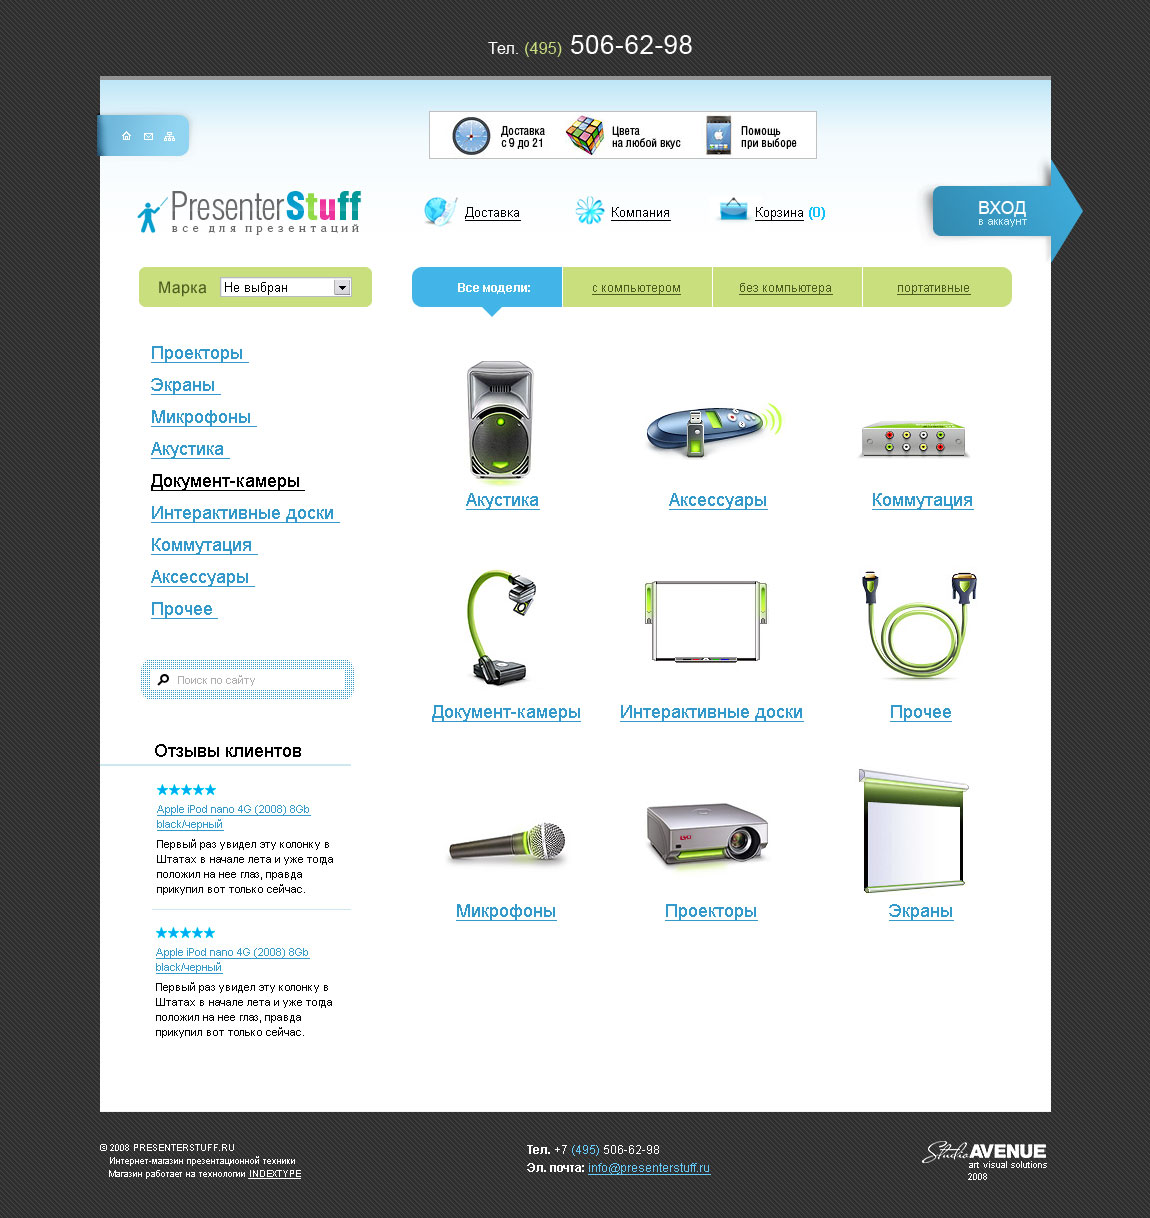 Тел. (495) 506-62-98
Доставка
с 9 до 21
Цвета
на любой вкус
Помощь
при выборе
PresenterStuff
все для презентаций
Доставка
Компания
Корзина (0)
ВХОД
в аккаунт
Марка
Не выбран
Все модели:
с компьютером
без компьютера
портативные
Проекторы
Экраны
Микрофоны
Акустика
Документ-камеры
Интерактивные доски
Коммутация
Аксессуары
Прочее
Поиск по сайту
Отзывы клиентов
Apple iPod nano 4G (2008) 8Gb
black/черный
Первый раз увидел эту колонку в
Штатах в начале лета и уже тогда
положил на нее глаз, правда
прикупил вот только сейчас.
Apple iPod nano 4G (2008) 8Gb
black/черный
Первый раз увидел эту колонку в
Штатах в начале лета и уже тогда
положил на нее глаз, правда
прикупил вот только сейчас.
Акустика
Аксессуары
Коммутация
Документ-камеры
Интерактивные доски
Прочее
Микрофоны
Проекторы
Экраны
© 2008 PRESENTERSTUFF.RU
Интернет-магазин презентационной техники
Магазин работает на технологии INDEXTYPE
Тел. +7 (495) 506-62-98
Эл. почта: info@presenterstuff.ru
Studio AVENUE
art visual solutions
2008